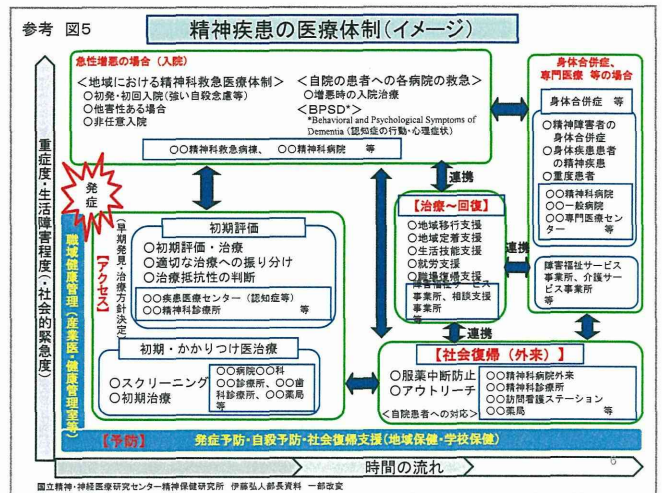 参考 図5
精神疾患の医療体制(イメージ)
急性増悪の場合(入院)
<地域における精神科救急医療体制>
○初発・初回入院(強い自殺念慮等)
○他害性ある場合
○非任意入院
<自院の患者への各病院の救急>
○増悪時の入院治療
<BPSD*>
*Behavioral and Psychological Symptoms of
Dementia(認知症の行動・心理症状)
○○精神科救急病棟、 ○○精神科病院 等
身体合併症、
専門医療 等の場合
身体合併症 等
○精神障害者の
身体合併症
○身体疾患患者
の精神疾患
○重度患者
○○精神科病院
○○一般病院
○○専門医療セン
ター 等
重症度・生活障害程度(・社会的緊急度)
発症
職域健康管理(産業医・健康管理室等)
【アクセス】
(早期発見・治療方針決定)
初期評価
○初期評価・治療
○適切な治療への振り分け
○治療抵抗性の判断
○○疾患医療センター(認知症等)
○○精神科診療所 等
初期・かかりつけ医治療
○スクリーニング
○初期治療
○○病院○○科
○○診療所、○○歯
科診療所、○○薬局
等
連携
【治療~回復】
○地域移行支援
○地域定着支援
○生活技能支援
○就労支援
○職場復帰支援
障害福祉サービス
事業所、相談支援
事業所
等
連携
障害福祉サービス
事業所、介護サー
ビス事業所
等
連携
【社会復帰(外来)】
○服薬中断防止
○アウトリーチ
<自院患者への対応>
○○精神科病院外来
○○精神科診療所
○○訪問看護ステーション
○○薬局 等
【予防】 発症予防・自殺予防・社会復帰支援(地域保健・学校保健)
時間の流れ
6
国立精神・神経医療研究センター精神保健研究所 伊藤弘人部長資料 一部改変